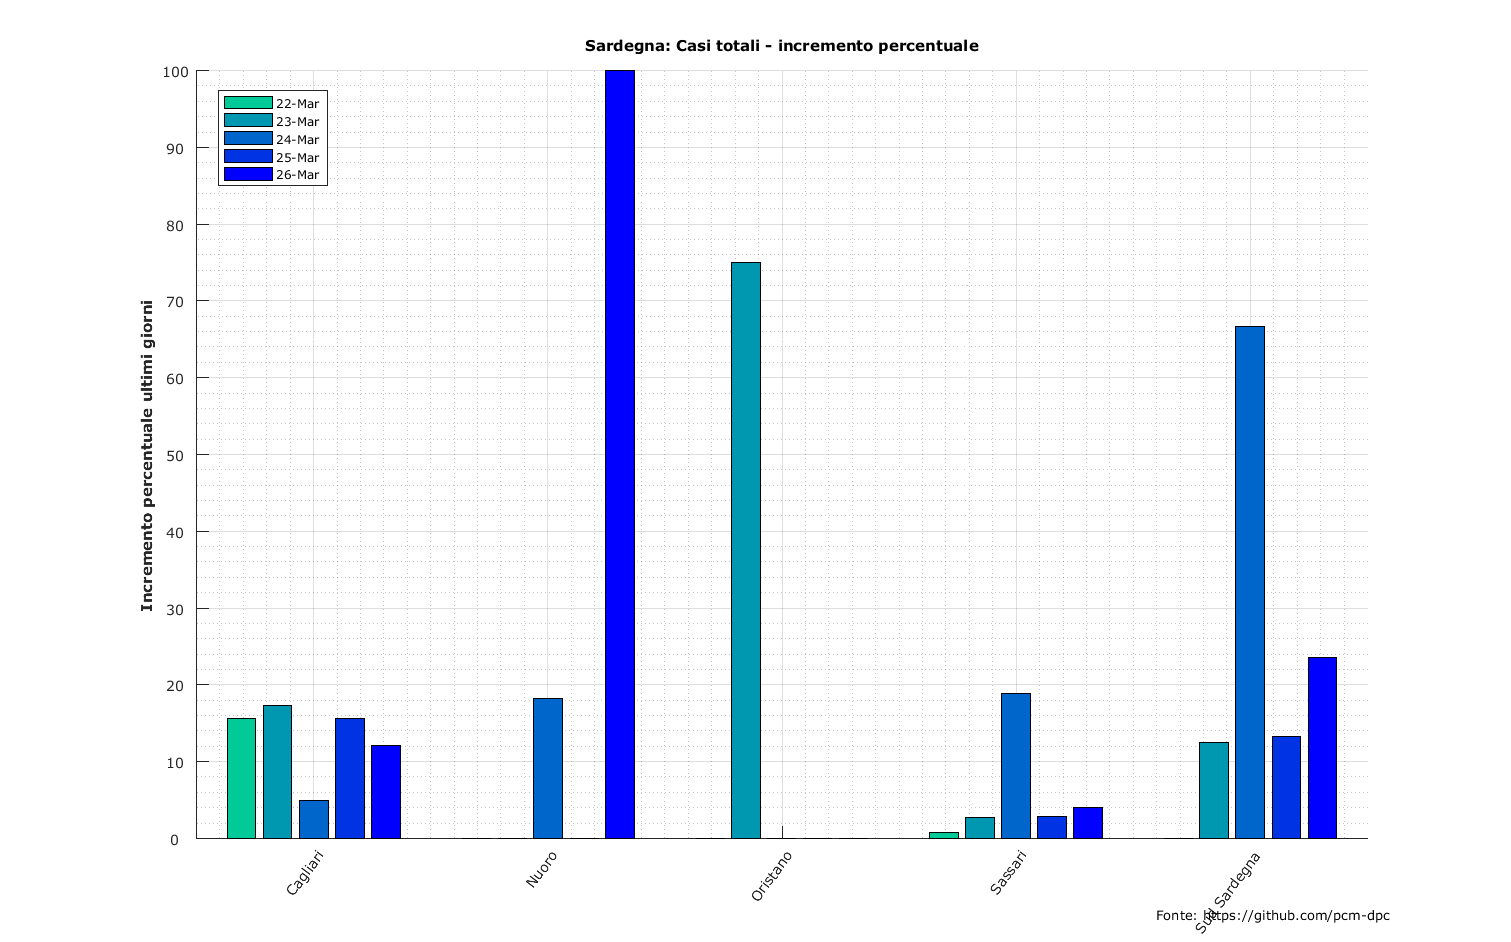 Sardegna: Casi totali - incremento percentuale
Incremento percentuale ultimi giorni
100
90
80
70
60
50
40
30
20
10
0
22-Mar
23-Mar
24-Mar
25-Mar
26-Mar
Cagliari
Nuoro
Oristano
Sassari
Sud Sardegna
Fonte: https://github.com/pcm-dpc